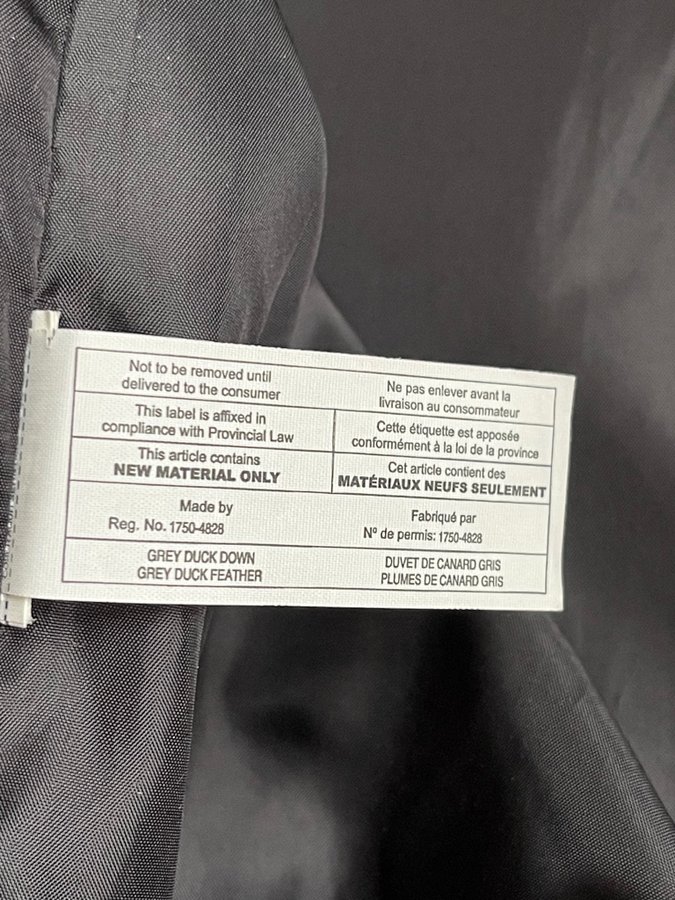 Not to be removed until
delivered to the consumer
Ne pas enlever avant la
livraison au consommateur
This label is affixed in
compliance with Provincial Law
Cette étiquette est apposée
conformément à la loi de la province
This article contains
NEW MATERIAL ONLY
Cet article contient des
MATÉRIAUX NEUFS SEULEMENT
Made by
Reg. No. 1750-4828
Fabriqué par
Nº de permis: 1750-4828
GREY DUCK DOWN
GREY DUCK FEATHER
DUVET DE CANARD GRIS
PLUMES DE CANARD GRIS